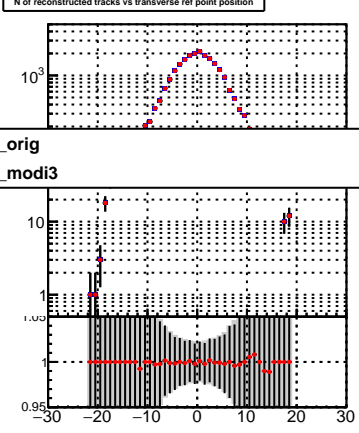 N of reconstructed tracks vs transverse ref point position
10³
_orig
_modi3
10
1
1.05
1
0.95
−30 −20 −10 0 10 20 30